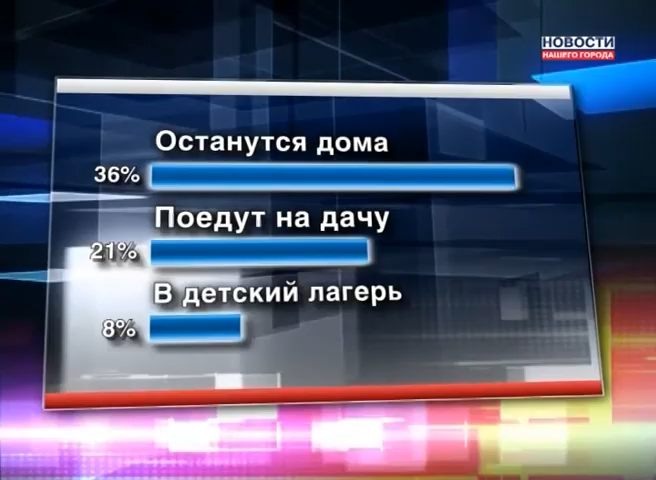 НОВОСТИ
НАШЕГО ГОРОДА
Останутся дома
36%
Поедут на дачу
21%
В детский лагерь
8%